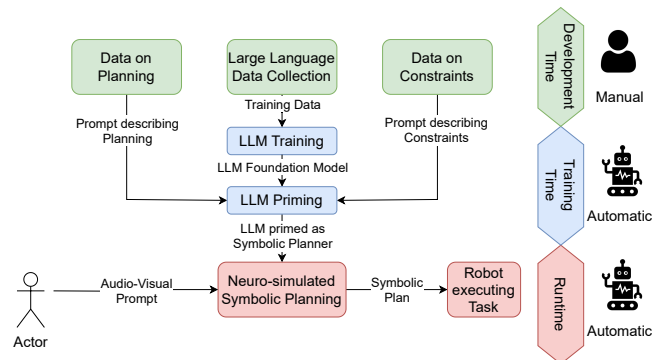 Data on
Planning
Large Language
Data Collection
Data on
Constraints
Development
Time
Manual
Training Data
Prompt describing
Planning
Prompt describing
Constraints
LLM Training
LLM Foundation Model
Training
Time
LLM Priming
Automatic
LLM primed as
Symbolic Planner
Audio-Visual
Prompt
Neuro-simulated
Symbolic Planning
Symbolic
Plan
Robot
executing
Task
Runtime
Automatic
Actor